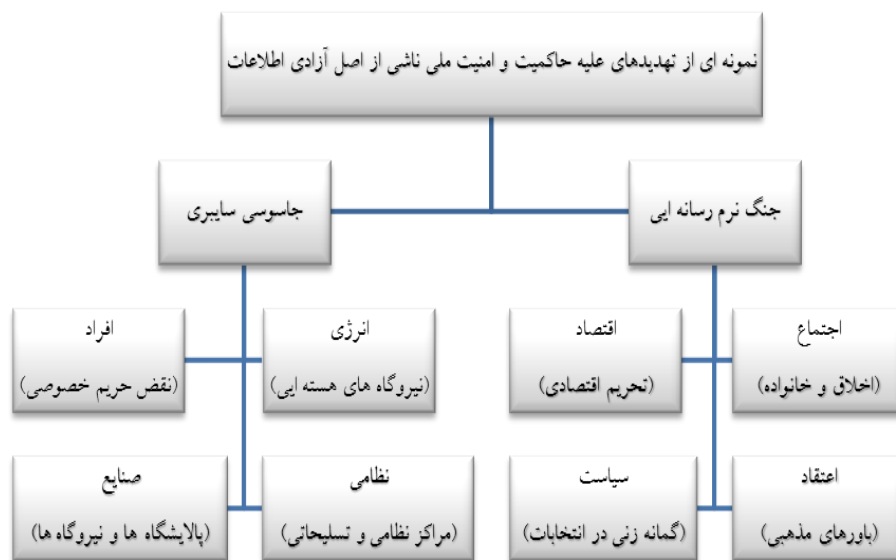 نمونه ای از تهدیدهای علیه حاکمیت و امنیت ملی ناشی از اصل آزادی اطلاعات
جنگ نرم رسانه ایی
جاسوسی سایبری
اجتماع
(اخلاق و خانواده)
اقتصاد
(تحریم اقتصادی)
انرژی
(نیروگاه های هسته ایی)
افراد
(نقض حریم خصوصی)
اعتقاد
(باورهای مذهبی)
سیاست
(گمانه زنی در انتخابات)
نظامی
(مراکز نظامی و تسلیحاتی)
صنایع
(پالایشگاه ها و نیروگاه ها)